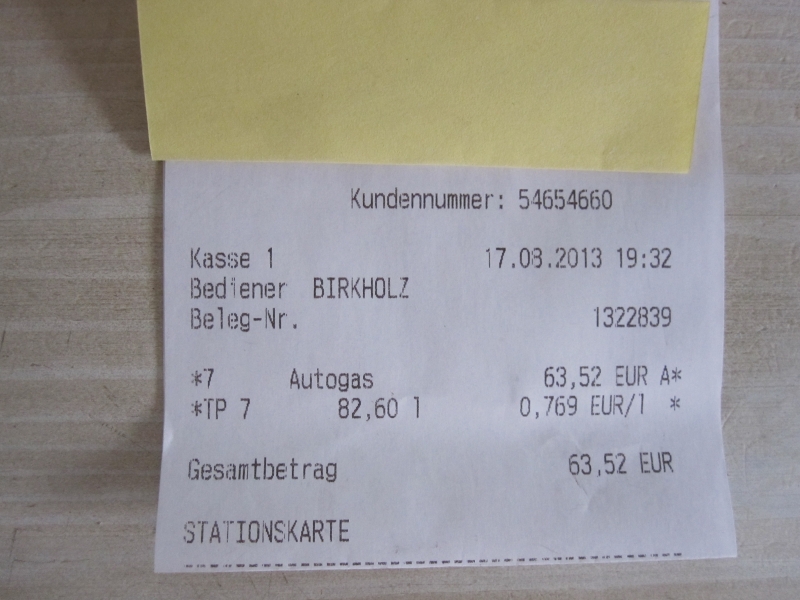 Kundennummer: 54654660
Kasse 1 17.08.2013 19:32
Bediener BIRKHOLZ
Beleg-Nr. 1322839
*7 Autogas 63,52 EUR A*
*TP 7 82,60 l 0,769 EUR/l *
Gesamtbetrag 63,52 EUR
STATIONSKARTE